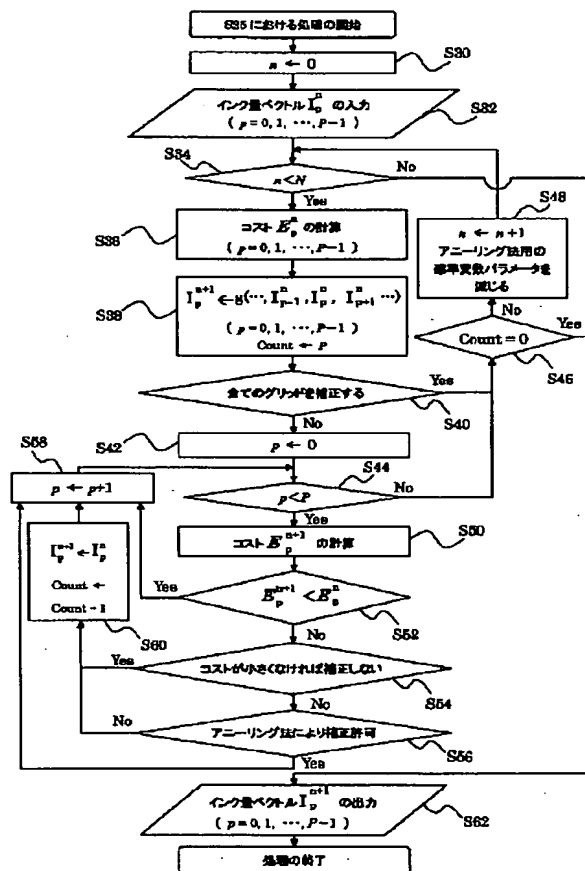 S35における処理の開始
S30
n ← 0
インク量ベクトル I_p^n の入力
( p = 0, 1, …, P−1 )
S32
S34
n<N
No
Yes
S36
コスト E_p^n の計算
( p = 0, 1, …, P−1 )
S48
n ← n+1
アニーリング法用の
確率変数パラメータを
減じる
S38
I_p^{n+1} ← g(…, I_{p−1}^n, I_p^n, I_{p+1}^n …)
( p = 0, 1, …, P−1 )
Count ← P
No
Yes
Count = 0
S46
全てのグリッドを補正する
Yes
S40
No
S42
p ← 0
S58
p ← p+1
S44
p<P
No
Yes
S50
コスト E_p^{n+1} の計算
I_p^{n+1} ← I_p^n
Count ←
Count − 1
S60
Yes
E_p^{n+1} < E_p^n
S52
No
Yes
コストが小さくなければ補正しない
S54
No
No
アニーリング法により補正許可
S56
Yes
インク量ベクトル I_p^{n+1} の出力
( p = 0, 1, …, P−1 )
S62
処理の終了